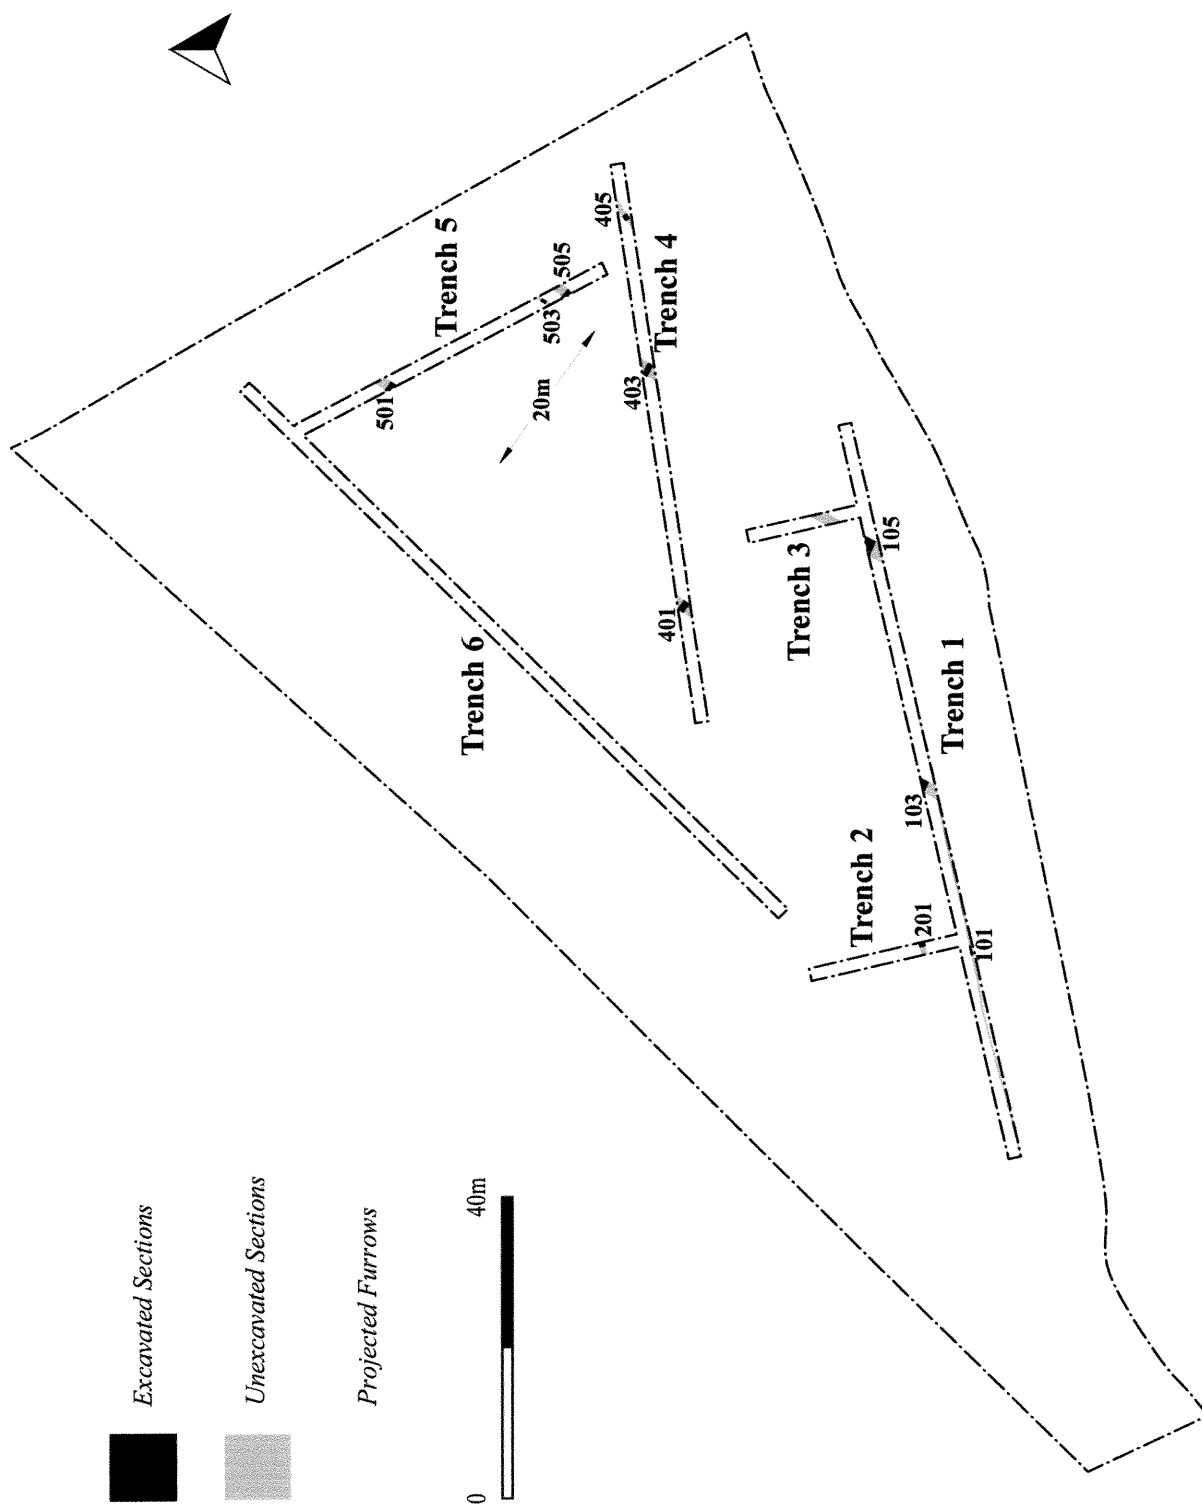 Excavated Sections
Unexcavated Sections
Projected Furrows
0
40m
Trench 6
Trench 5
501
503
505
20m
405
Trench 4
403
401
Trench 3
105
Trench 1
103
Trench 2
201
101